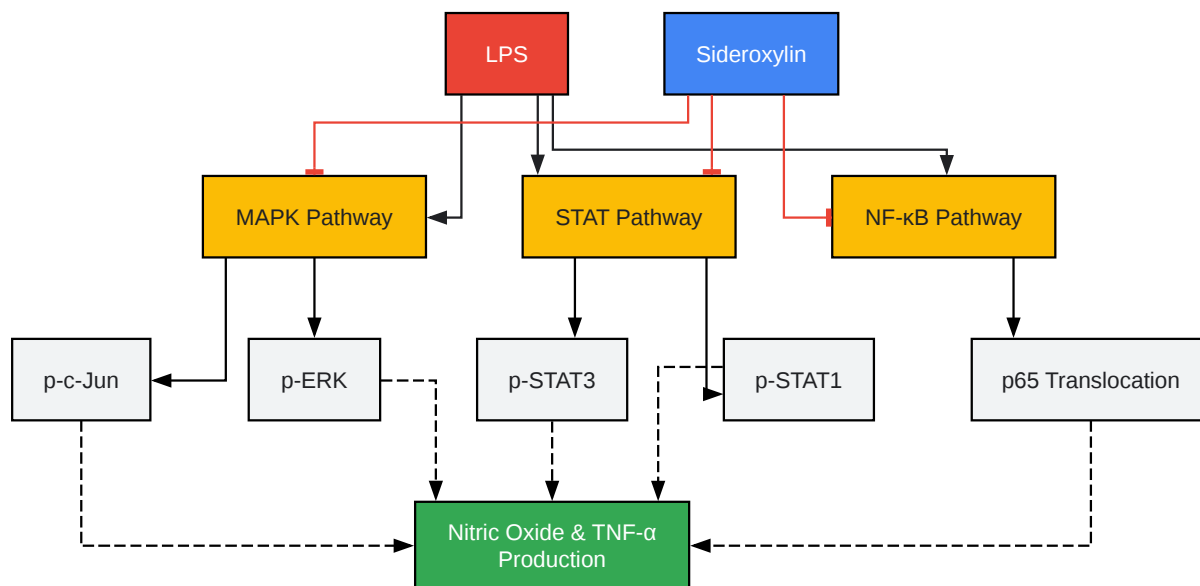 LPS
Sideroxylin
MAPK Pathway
STAT Pathway
NF-κB Pathway
p-c-Jun
p-ERK
p-STAT3
p-STAT1
p65 Translocation
Nitric Oxide & TNF-α
Production